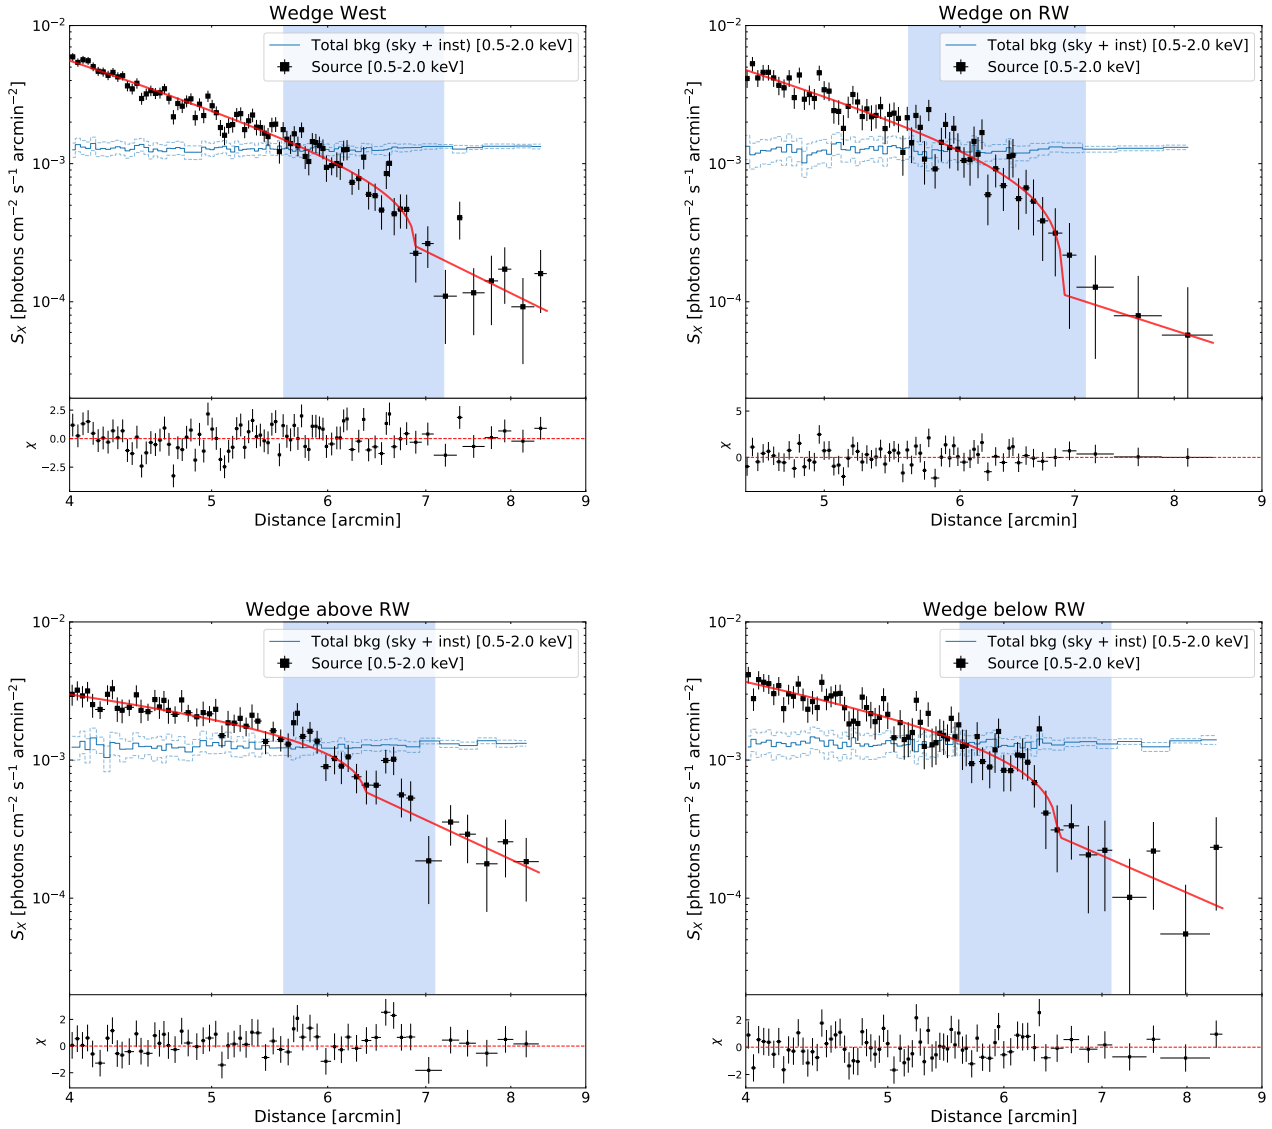 Wedge West
10⁻²
10⁻³
10⁻⁴
S_X [photons cm⁻² s⁻¹ arcmin⁻²]
Total bkg (sky + inst) [0.5-2.0 keV]
Source [0.5-2.0 keV]
2.5
0.0
−2.5
χ
4 5 6 7 8 9
Distance [arcmin]
Wedge on RW
10⁻²
10⁻³
10⁻⁴
S_X [photons cm⁻² s⁻¹ arcmin⁻²]
Total bkg (sky + inst) [0.5-2.0 keV]
Source [0.5-2.0 keV]
5
0
χ
5 6 7 8 9
Distance [arcmin]
Wedge above RW
10⁻²
10⁻³
10⁻⁴
S_X [photons cm⁻² s⁻¹ arcmin⁻²]
Total bkg (sky + inst) [0.5-2.0 keV]
Source [0.5-2.0 keV]
2
0
−2
χ
4 5 6 7 8 9
Distance [arcmin]
Wedge below RW
10⁻²
10⁻³
10⁻⁴
S_X [photons cm⁻² s⁻¹ arcmin⁻²]
Total bkg (sky + inst) [0.5-2.0 keV]
Source [0.5-2.0 keV]
2
0
−2
χ
4 5 6 7 8 9
Distance [arcmin]